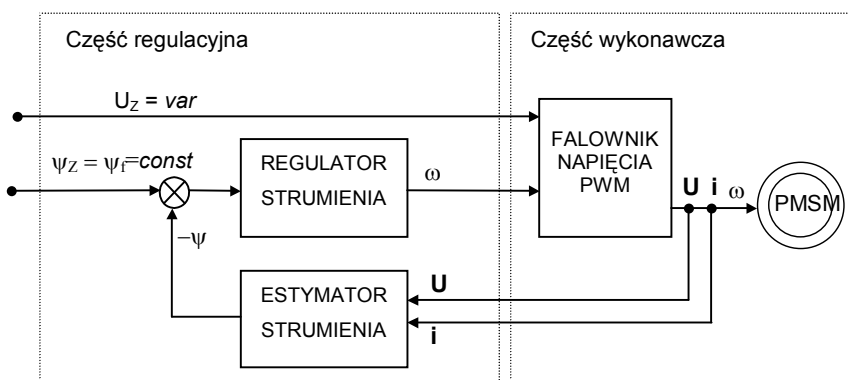 Część regulacyjna
Część wykonawcza
U_Z = var
ψ_Z = ψ_f=const
REGULATOR
STRUMIENIA
ω
FALOWNIK
NAPIĘCIA
PWM
U i ω
PMSM
−ψ
ESTYMATOR
STRUMIENIA
U
i